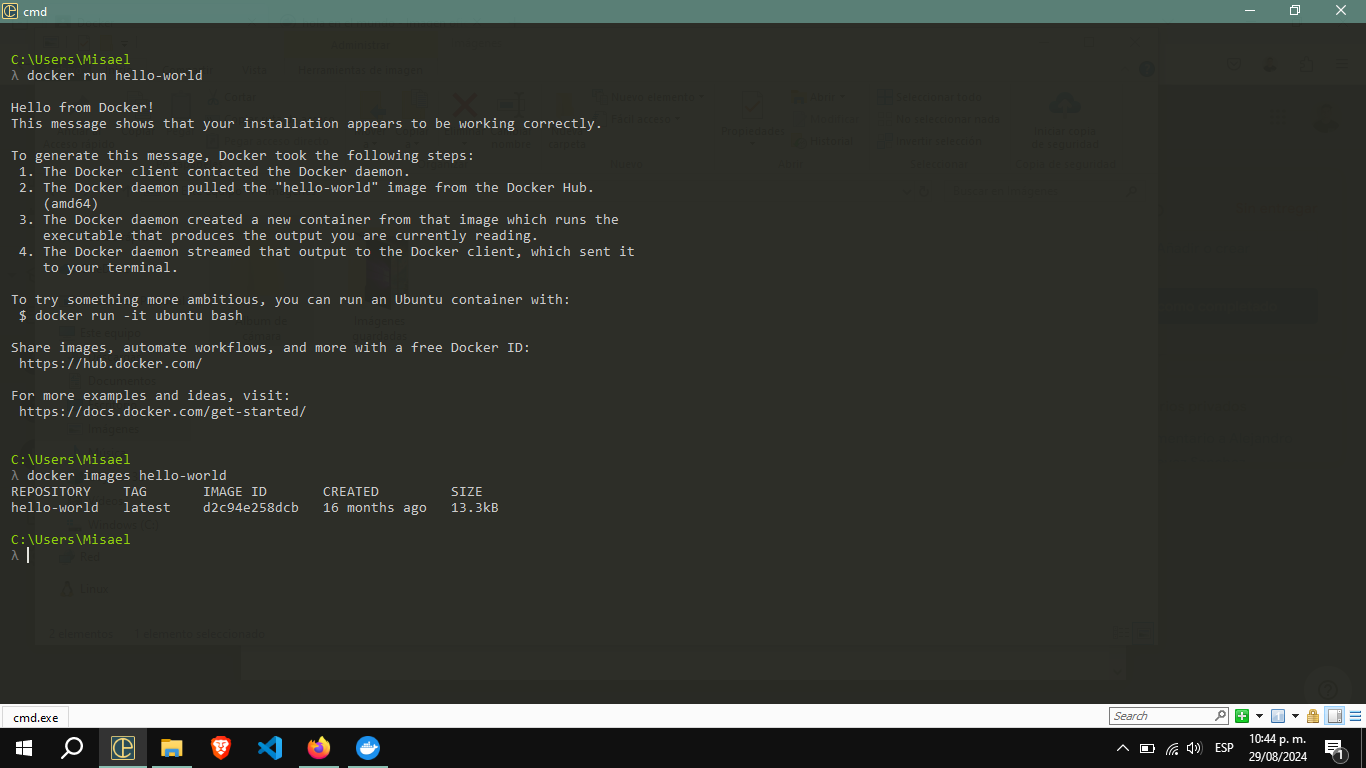 cmd
C:\Users\Misael
λ docker run hello-world
Hello from Docker!
This message shows that your installation appears to be working correctly.
To generate this message, Docker took the following steps:
1. The Docker client contacted the Docker daemon.
2. The Docker daemon pulled the "hello-world" image from the Docker Hub.
(amd64)
3. The Docker daemon created a new container from that image which runs the
executable that produces the output you are currently reading.
4. The Docker daemon streamed that output to the Docker client, which sent it
to your terminal.
To try something more ambitious, you can run an Ubuntu container with:
$ docker run -it ubuntu bash
Share images, automate workflows, and more with a free Docker ID:
https://hub.docker.com/
For more examples and ideas, visit:
https://docs.docker.com/get-started/
C:\Users\Misael
λ docker images hello-world
REPOSITORY TAG IMAGE ID CREATED SIZE
hello-world latest d2c94e258dcb 16 months ago 13.3kB
C:\Users\Misael
λ
cmd.exe
Search
ESP
10:44 p. m.
29/08/2024
1